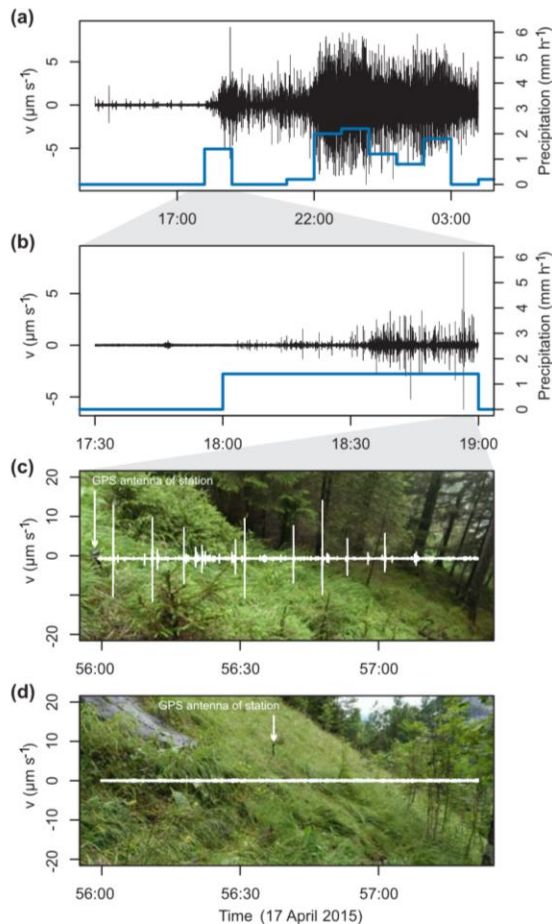 (a)
v (µm s⁻¹)
5
0
-5
Precipitation (mm h⁻¹)
6
5
4
3
2
1
0
17:00 22:00 03:00
(b)
v (µm s⁻¹)
5
0
-5
Precipitation (mm h⁻¹)
6
5
4
3
2
1
0
17:30 18:00 18:30 19:00
(c)
v (µm s⁻¹)
20
10
0
-10
-20
GPS antenna of station
56:00 56:30 57:00
(d)
v (µm s⁻¹)
20
10
0
-10
-20
GPS antenna of station
56:00 56:30 57:00
Time (17 April 2015)